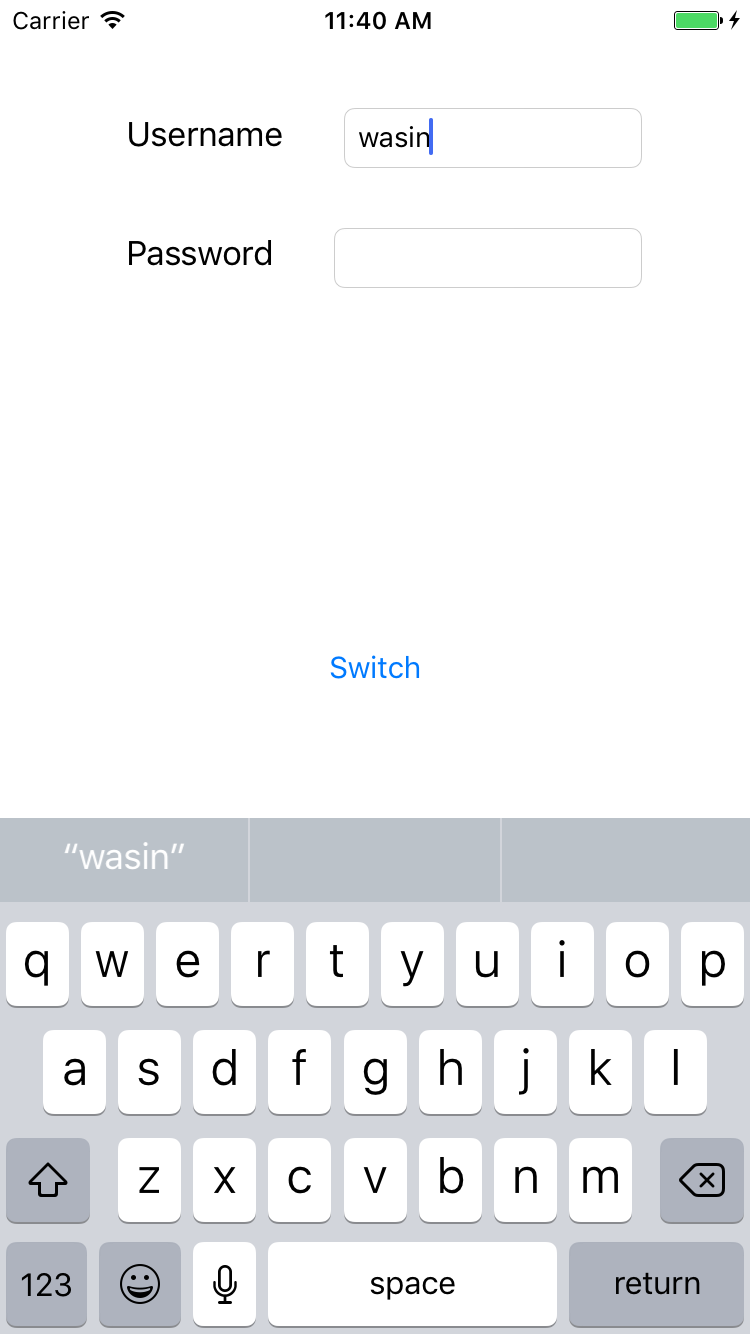 Carrier 11:40 AM
Username wasin
Password
Switch
“wasin”
q w e r t y u i o p
a s d f g h j k l
z x c v b n m
123 space return